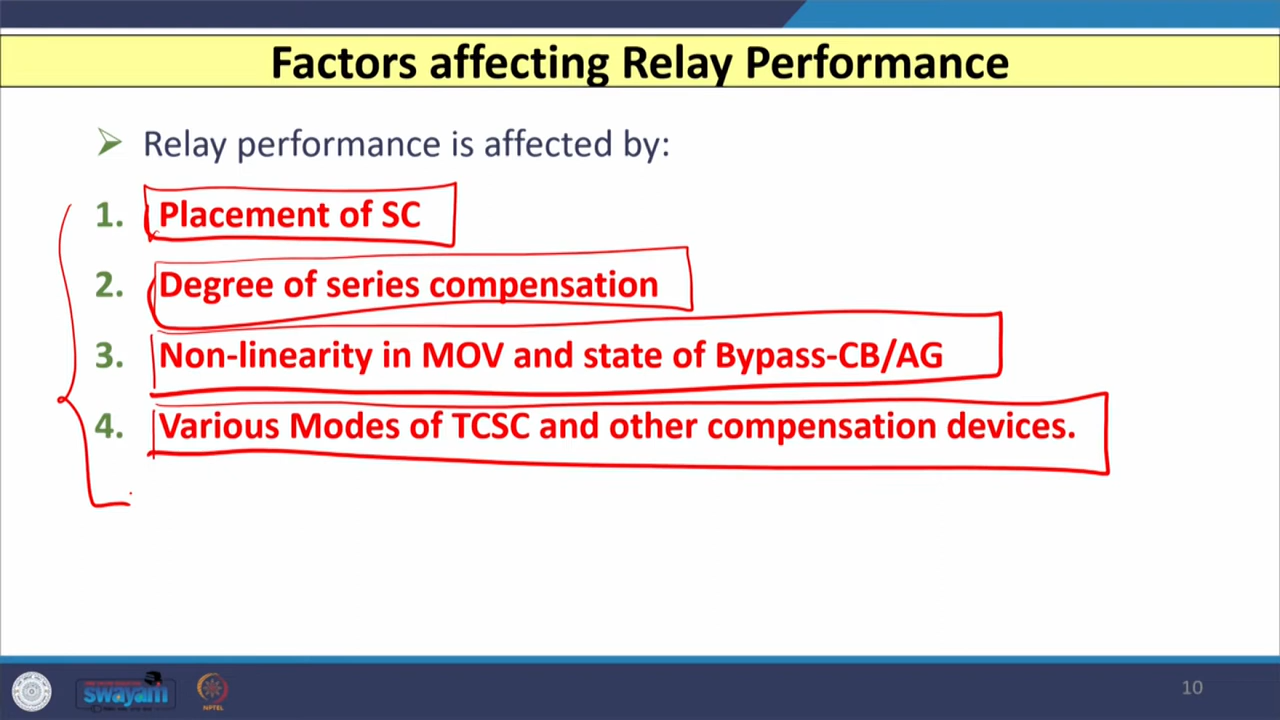 Factors affecting Relay Performance
Relay performance is affected by:
1. Placement of SC
2. Degree of series compensation
3. Non-linearity in MOV and state of Bypass-CB/AG
4. Various Modes of TCSC and other compensation devices.
swayam
NPTEL
10